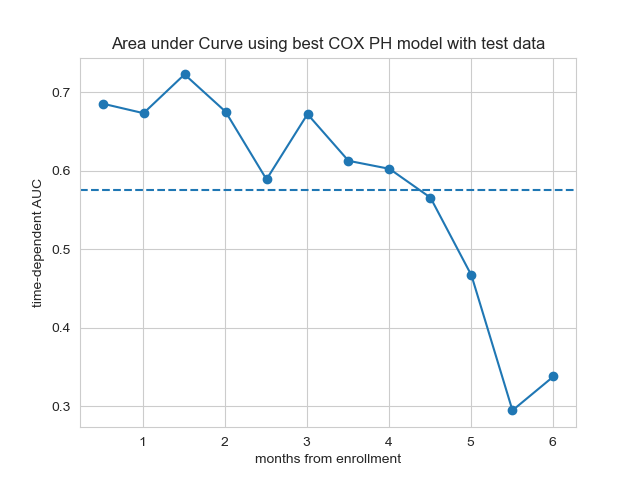 Area under Curve using best COX PH model with test data
time-dependent AUC
0.7
0.6
0.5
0.4
0.3
1 2 3 4 5 6
months from enrollment